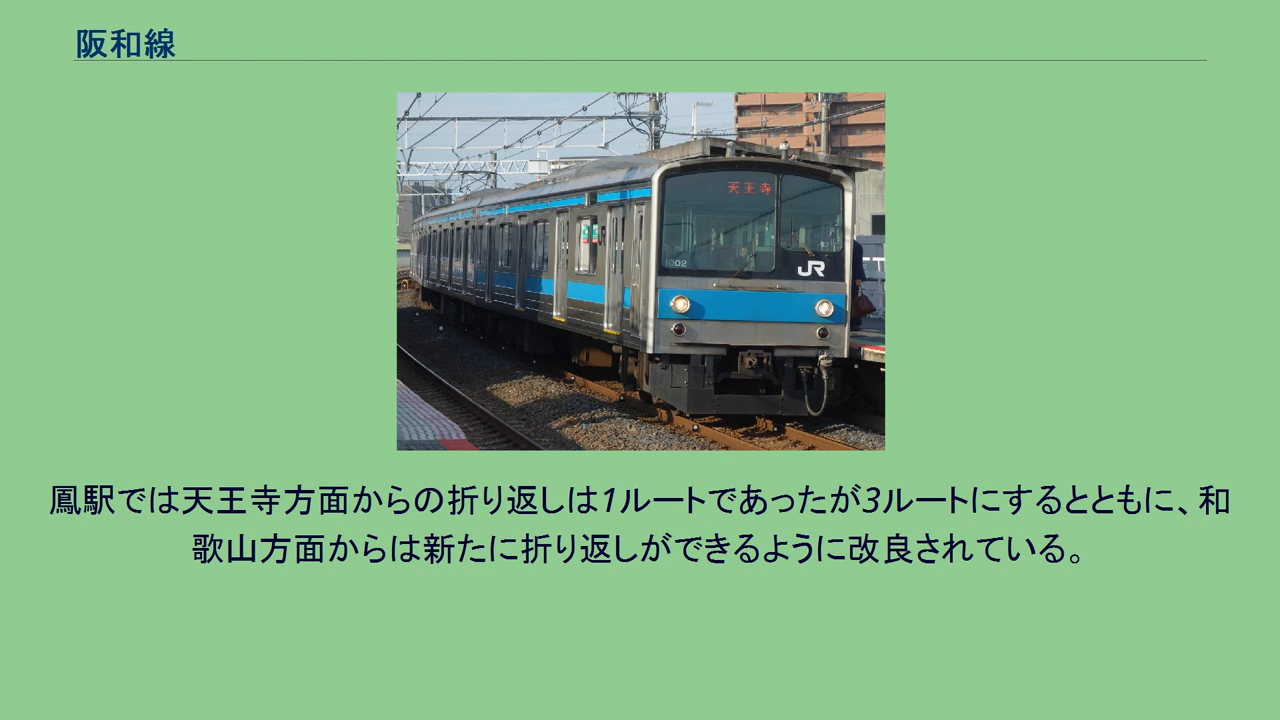 阪和線
天王寺
1002
JR
鳳駅では天王寺方面からの折り返しは1ルートであったが3ルートにするとともに、和
歌山方面からは新たに折り返しができるように改良されている。